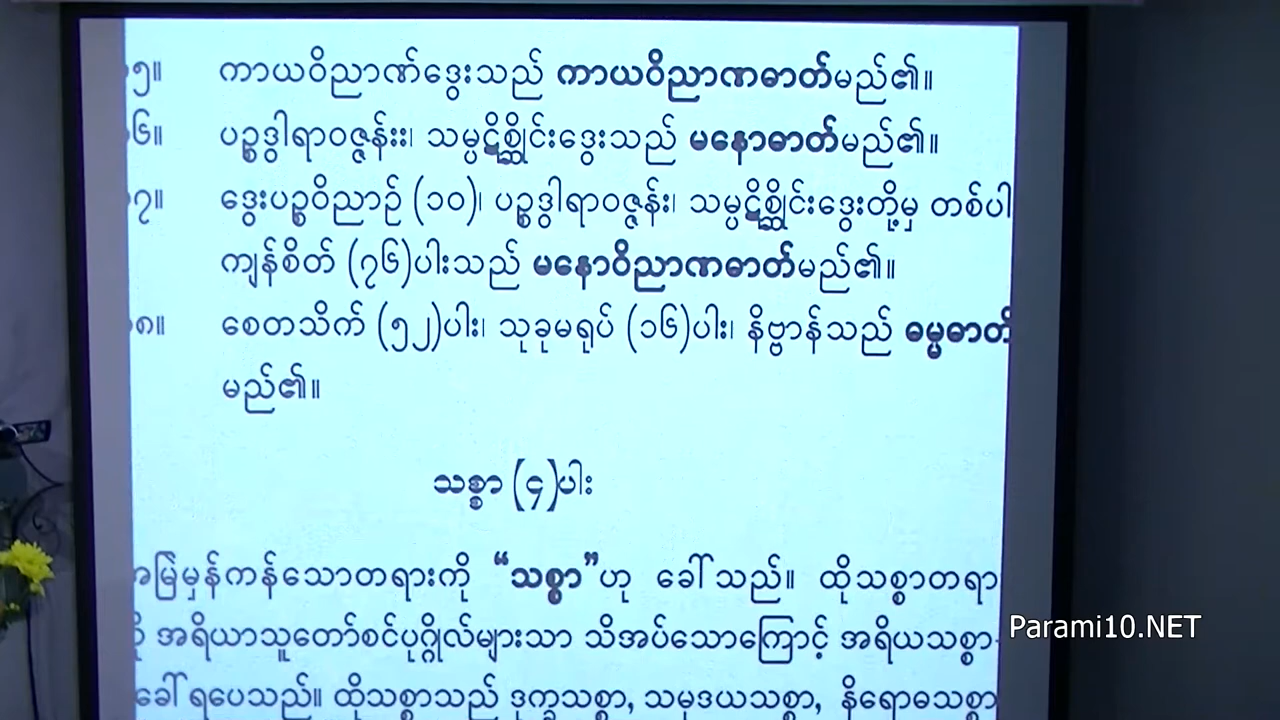 ၅။ ကာယဝိညာဏ်ဒွေးသည် ကာယဝိညာဏဓာတ်မည်၏။
၆။ ပဉ္စဒွါရာဝဇ္ဇန်းး၊ သမ္ပဋိစ္ဆိုင်းဒွေးသည် မနောဓာတ်မည်၏။
၇။ ဒွေးပဉ္စဝိညာဉ် (၁၀)၊ ပဉ္စဒွါရာဝဇ္ဇန်း၊ သမ္ပဋိစ္ဆိုင်းဒွေးတို့မှ တစ်ပါ
ကျန်စိတ် (၇၆)ပါးသည် မနောဝိညာဏဓာတ်မည်၏။
၈။ စေတသိက် (၅၂)ပါး၊ သုခုမရုပ် (၁၆)ပါး၊ နိဗ္ဗာန်သည် ဓမ္မဓာတ်
မည်၏။
သစ္စာ (၄)ပါး
အမြဲမှန်ကန်သောတရားကို “သစ္စာ”ဟု ခေါ်သည်။ ထိုသစ္စာတရာ
အရိယာသူတော်စင်ပုဂ္ဂိုလ်များသာ သိအပ်သောကြောင့် အရိယသစ္စာ-
ခေါ်ရပေသည်။ ထိုသစ္စာသည် ဒုက္ခသစ္စာ, သမုဒယသစ္စာ, နိရောဓသစ္စာ
Parami10.NET